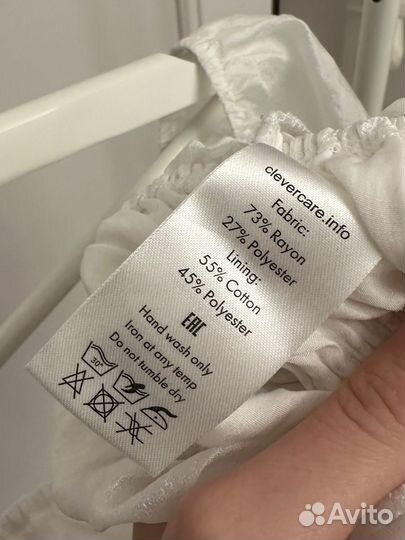 clevercare.info
Fabric:
73% Rayon
27% Polyester
Lining:
55% Cotton
45% Polyester
EAC
Hand wash only
Iron at any temp
Do not tumble dry
30°
Avito